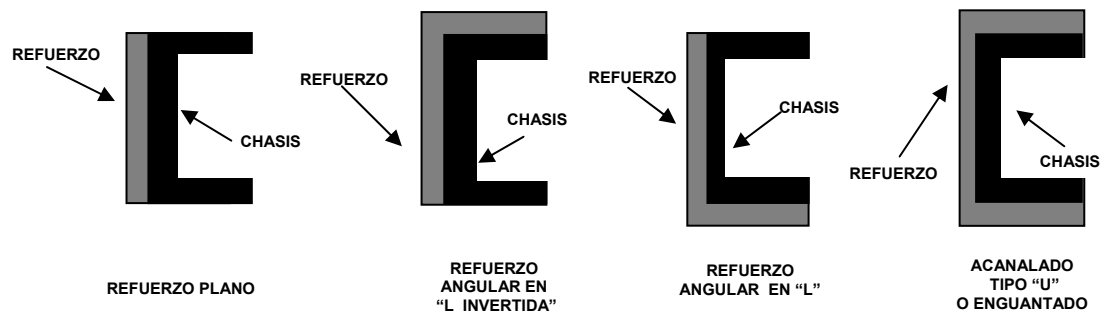 REFUERZO
CHASIS
REFUERZO PLANO
REFUERZO
CHASIS
REFUERZO
ANGULAR EN
“L INVERTIDA”
REFUERZO
CHASIS
REFUERZO
ANGULAR EN “L”
REFUERZO
CHASIS
ACANALADO
TIPO “U”
O ENGUANTADO